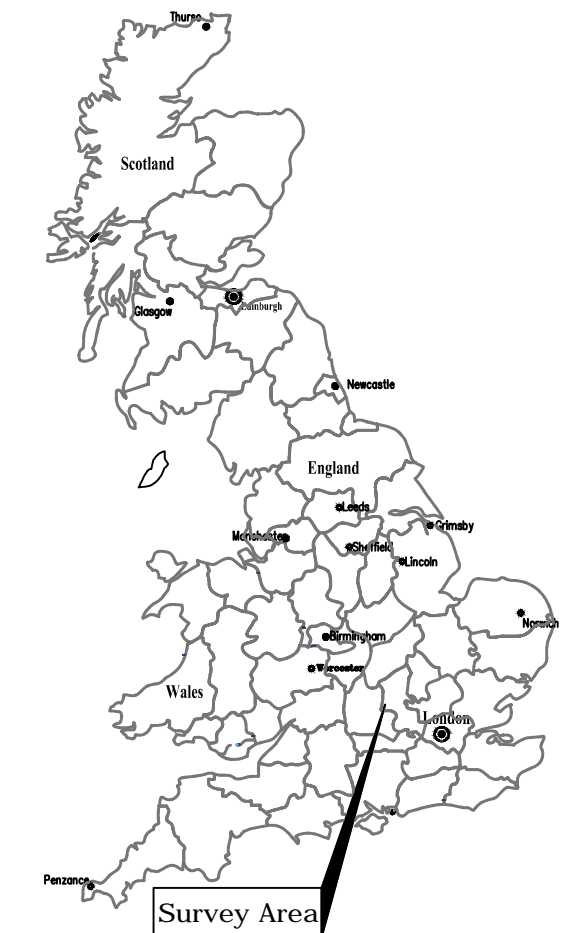 Thurso
Scotland
Edinburgh
Glasgow
Newcastle
England
Leeds
Grimsby
Manchester
Sheffield
Lincoln
Norwich
Birmingham
Worcester
Wales
London
Penzance
Survey Area